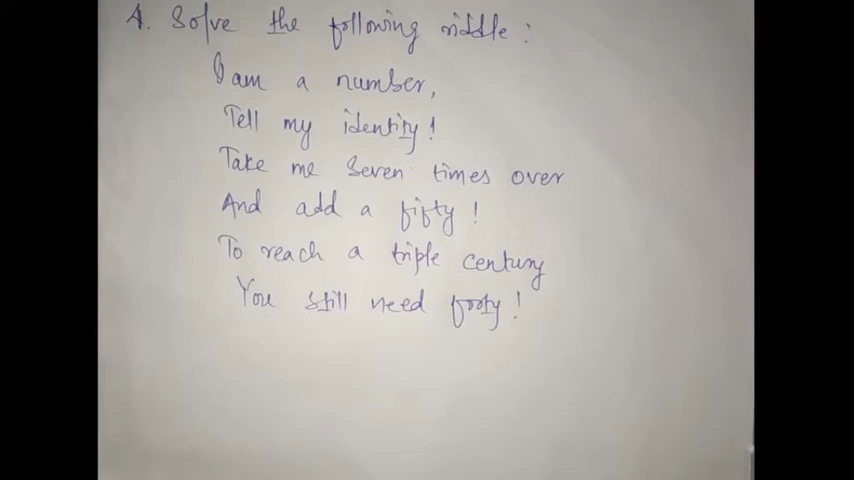 4. Solve the following riddle :
I am a number,
Tell my identity!
Take me seven times over
And add a fifty!
To reach a triple century
You still need forty!